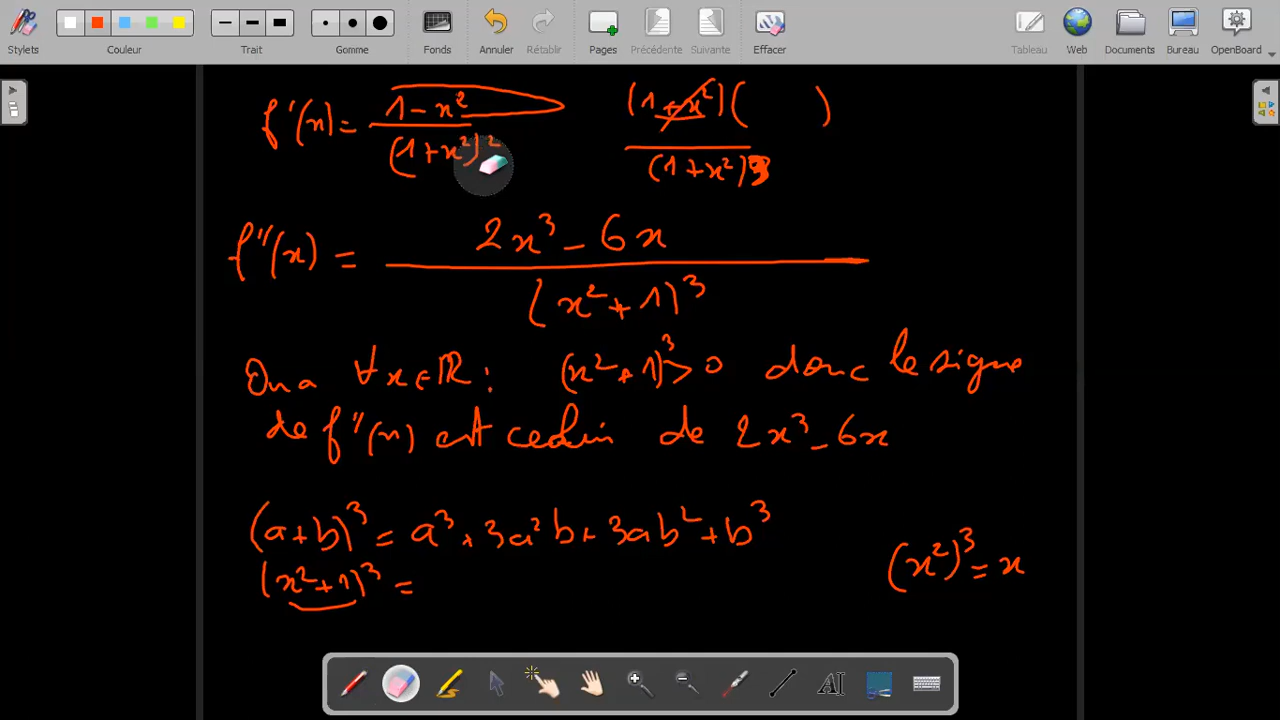 Stylets Couleur Trait Gomme Fonds Annuler Rétablir Pages Précédente Suivante Effacer Tableau Web Documents Bureau OpenBoard
f'(x) = (1 - x²) / (1 + x²)²    (1 + x²)(    ) / (1 + x²)³
f''(x) = (2x³ - 6x) / (x² + 1)³
On a ∀x∈ℝ : (x² + 1)³ > 0 donc le signe
de f''(x) est celui de 2x³ - 6x
(a+b)³ = a³ + 3a²b + 3ab² + b³
(x² + 1)³ =    (x²)³ = x
AI